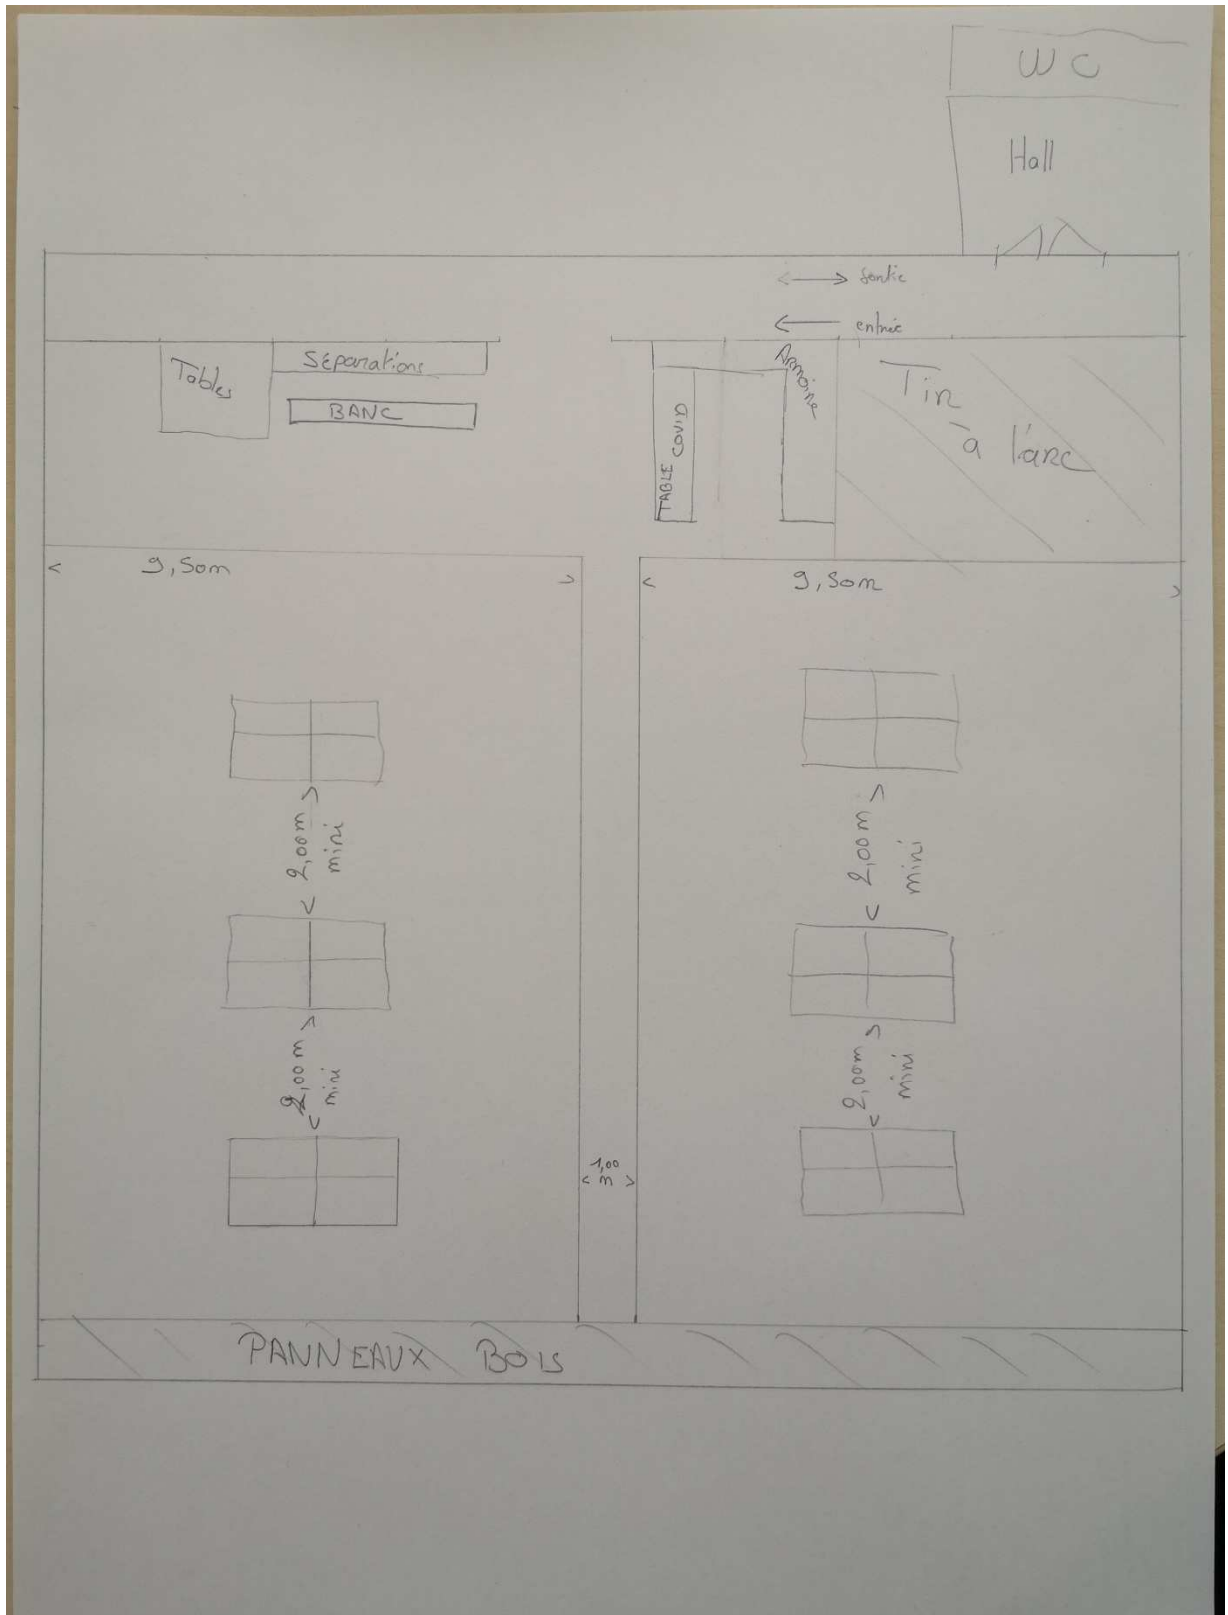 WC
Hall
sortie
entrée
Tables
Séparations
BANC
TABLE COVID
Armoire
Tir
à l'arc
9,50m
9,50m
2,00m
mini
2,00m
mini
2,00m
mini
2,00m
mini
1,00
m
PANNEAUX BOIS